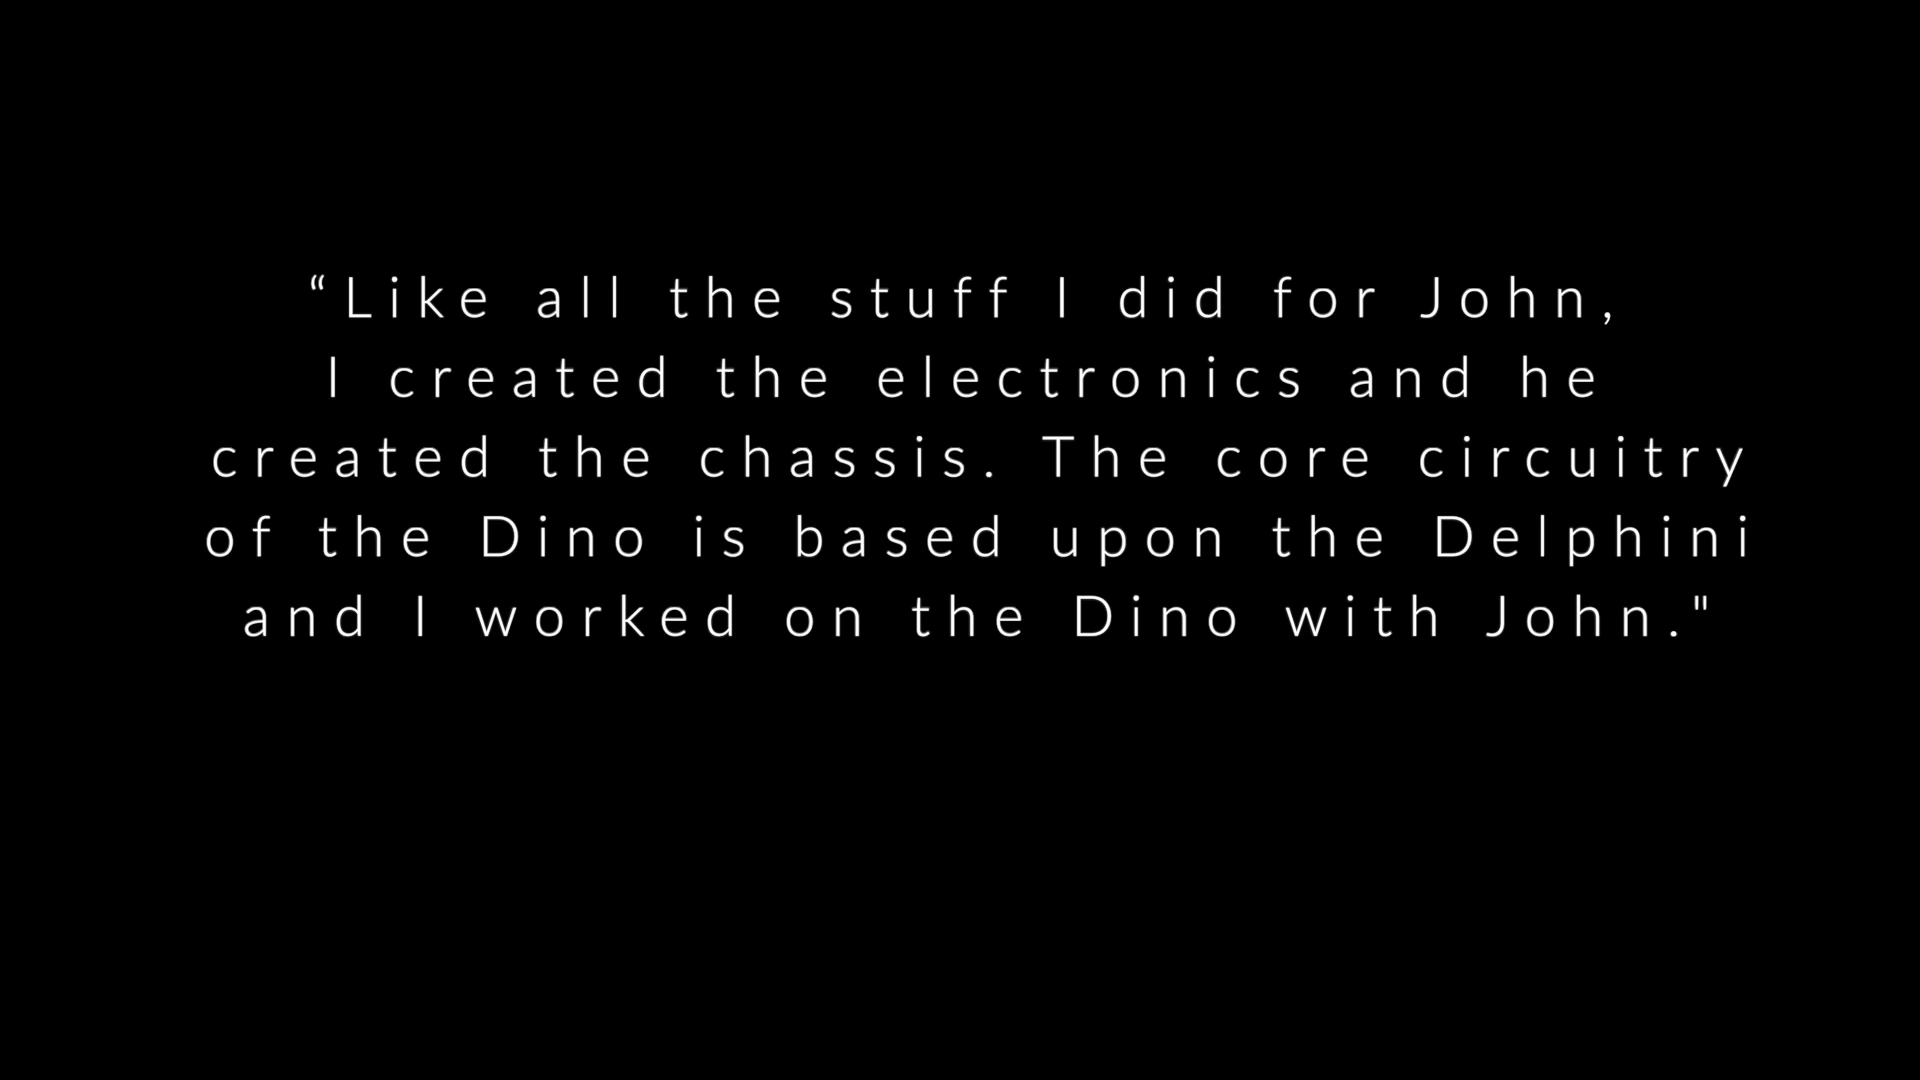 “Like all the stuff I did for John,
I created the electronics and he
created the chassis. The core circuitry
of the Dino is based upon the Delphini
and I worked on the Dino with John."